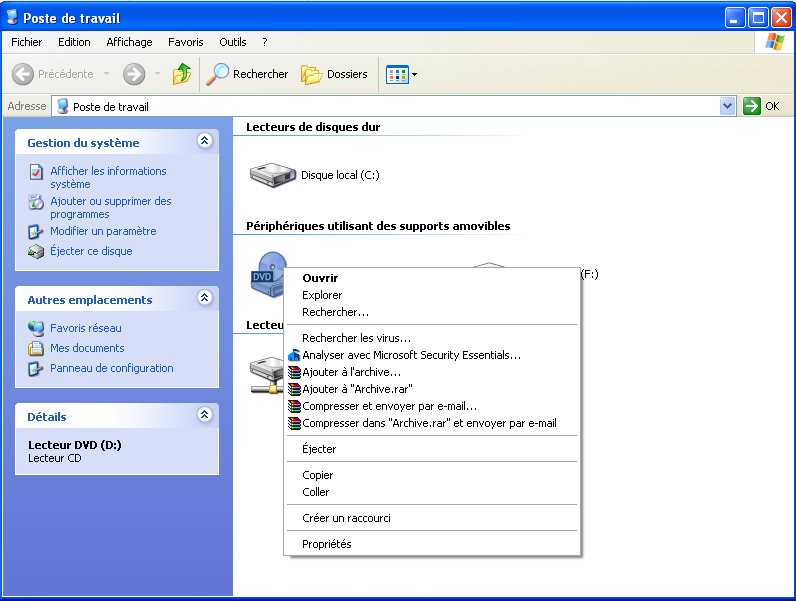 Poste de travail
Fichier Edition Affichage Favoris Outils ?
Précédente Rechercher Dossiers
Adresse Poste de travail OK
Gestion du système
Afficher les informations
système
Ajouter ou supprimer des
programmes
Modifier un paramètre
Éjecter ce disque
Autres emplacements
Favoris réseau
Mes documents
Panneau de configuration
Détails
Lecteur DVD (D:)
Lecteur CD
Lecteurs de disques dur
Disque local (C:)
Périphériques utilisant des supports amovibles
DVD
(F:)
Lecteu
Ouvrir
Explorer
Rechercher...
Rechercher les virus...
Analyser avec Microsoft Security Essentials...
Ajouter à l'archive...
Ajouter à "Archive.rar"
Compresser et envoyer par e-mail...
Compresser dans "Archive.rar" et envoyer par e-mail
Éjecter
Copier
Coller
Créer un raccourci
Propriétés